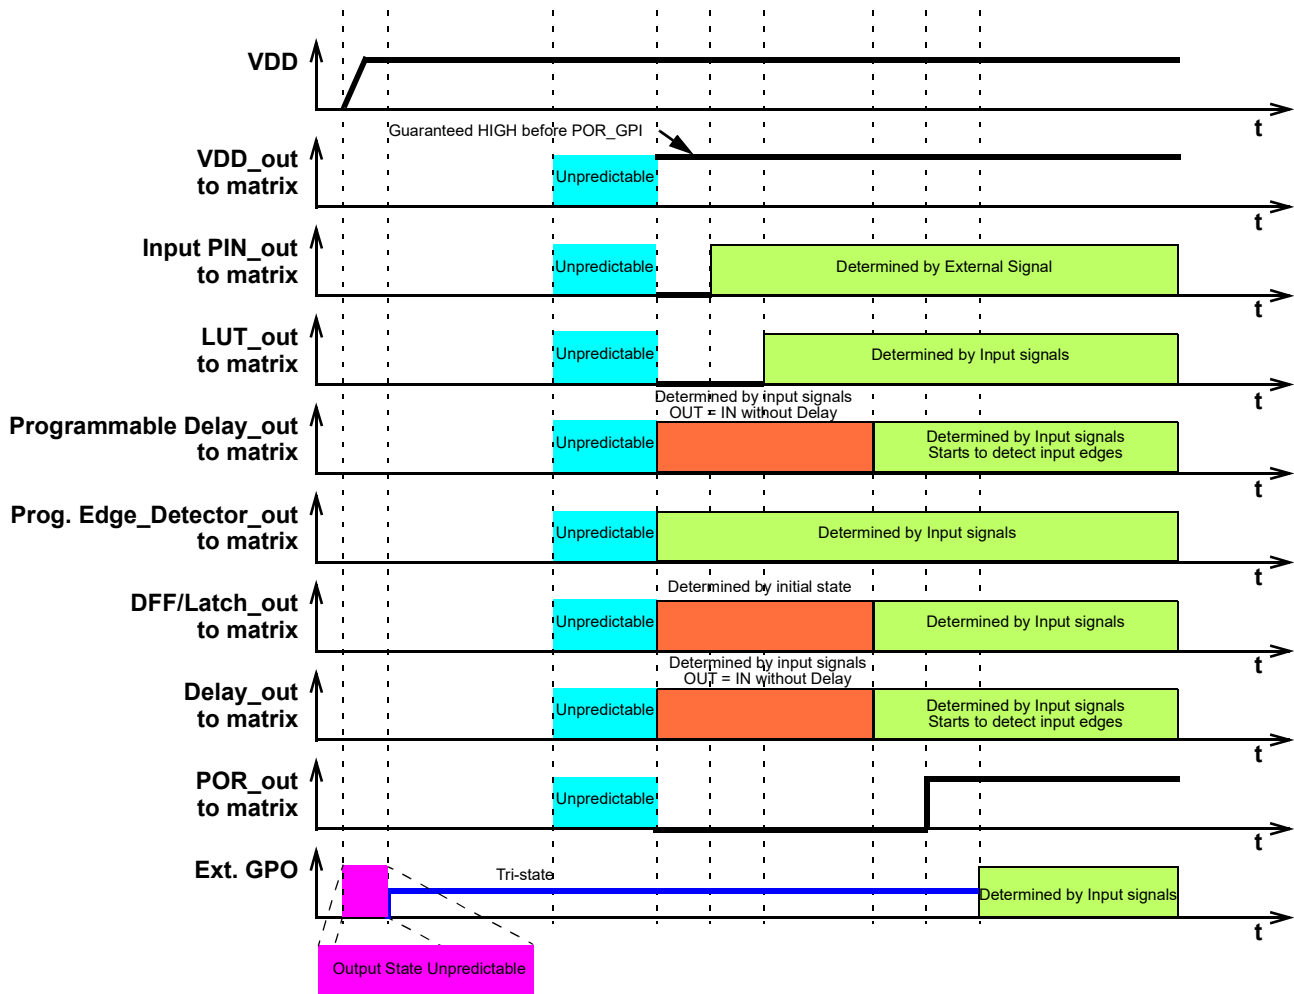 VDD
t
Guaranteed HIGH before POR_GPI
VDD_out
to matrix
Unpredictable
t
Input PIN_out
to matrix
Unpredictable
Determined by External Signal
t
LUT_out
to matrix
Unpredictable
Determined by Input signals
t
Determined by input signals
OUT = IN without Delay
Programmable Delay_out
to matrix
Unpredictable
Determined by Input signals
Starts to detect input edges
t
Prog. Edge_Detector_out
to matrix
Unpredictable
Determined by Input signals
t
Determined by initial state
DFF/Latch_out
to matrix
Unpredictable
Determined by Input signals
t
Determined by input signals
OUT = IN without Delay
Delay_out
to matrix
Unpredictable
Determined by Input signals
Starts to detect input edges
t
POR_out
to matrix
Unpredictable
t
Ext. GPO
Tri-state
Determined by Input signals
t
Output State Unpredictable